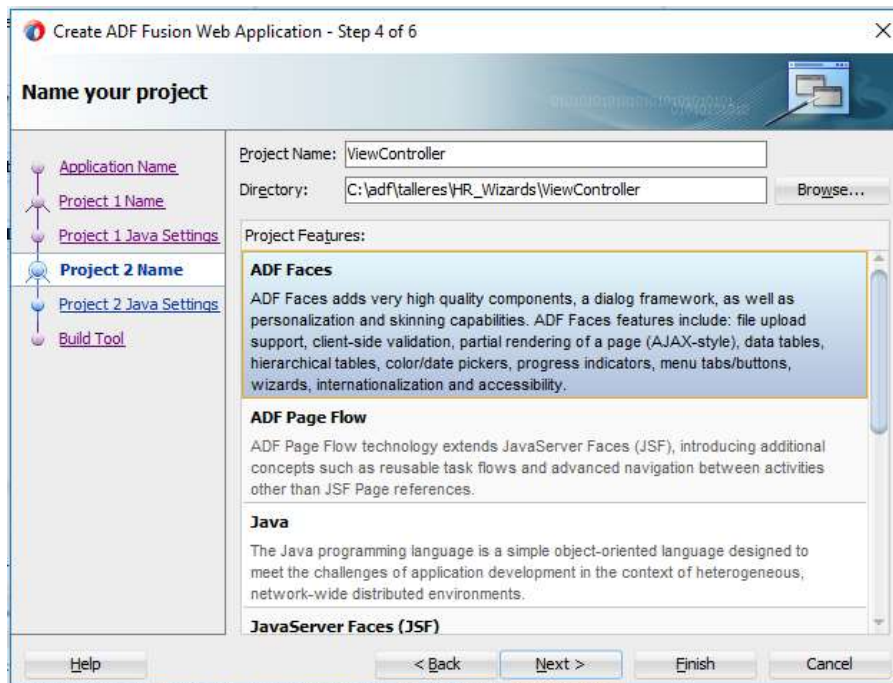 Create ADF Fusion Web Application - Step 4 of 6
Name your project
Application Name
Project 1 Name
Project 1 Java Settings
Project 2 Name
Project 2 Java Settings
Build Tool
Project Name: ViewController
Directory: C:\adf\talleres\HR_Wizards\ViewController Browse...
Project Features:
ADF Faces
ADF Faces adds very high quality components, a dialog framework, as well as
personalization and skinning capabilities. ADF Faces features include: file upload
support, client-side validation, partial rendering of a page (AJAX-style), data tables,
hierarchical tables, color/date pickers, progress indicators, menu tabs/buttons,
wizards, internationalization and accessibility.
ADF Page Flow
ADF Page Flow technology extends JavaServer Faces (JSF), introducing additional
concepts such as reusable task flows and advanced navigation between activities
other than JSF Page references.
Java
The Java programming language is a simple object-oriented language designed to
meet the challenges of application development in the context of heterogeneous,
network-wide distributed environments.
JavaServer Faces (JSF)
Help < Back Next > Finish Cancel